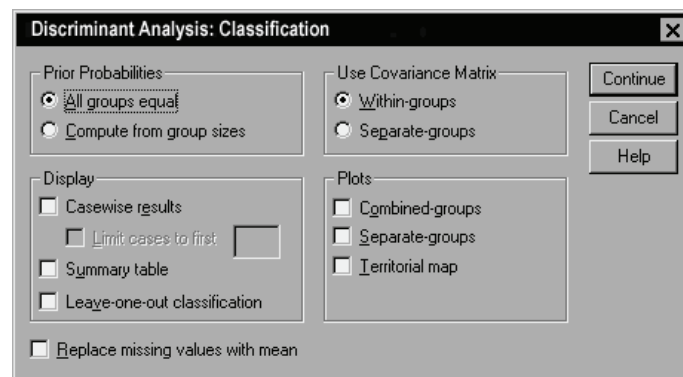 Discriminant Analysis: Classification
Prior Probabilities
All groups equal
Compute from group sizes
Use Covariance Matrix
Within-groups
Separate-groups
Continue
Cancel
Help
Display
Casewise results
Limit cases to first
Summary table
Leave-one-out classification
Plots
Combined-groups
Separate-groups
Territorial map
Replace missing values with mean